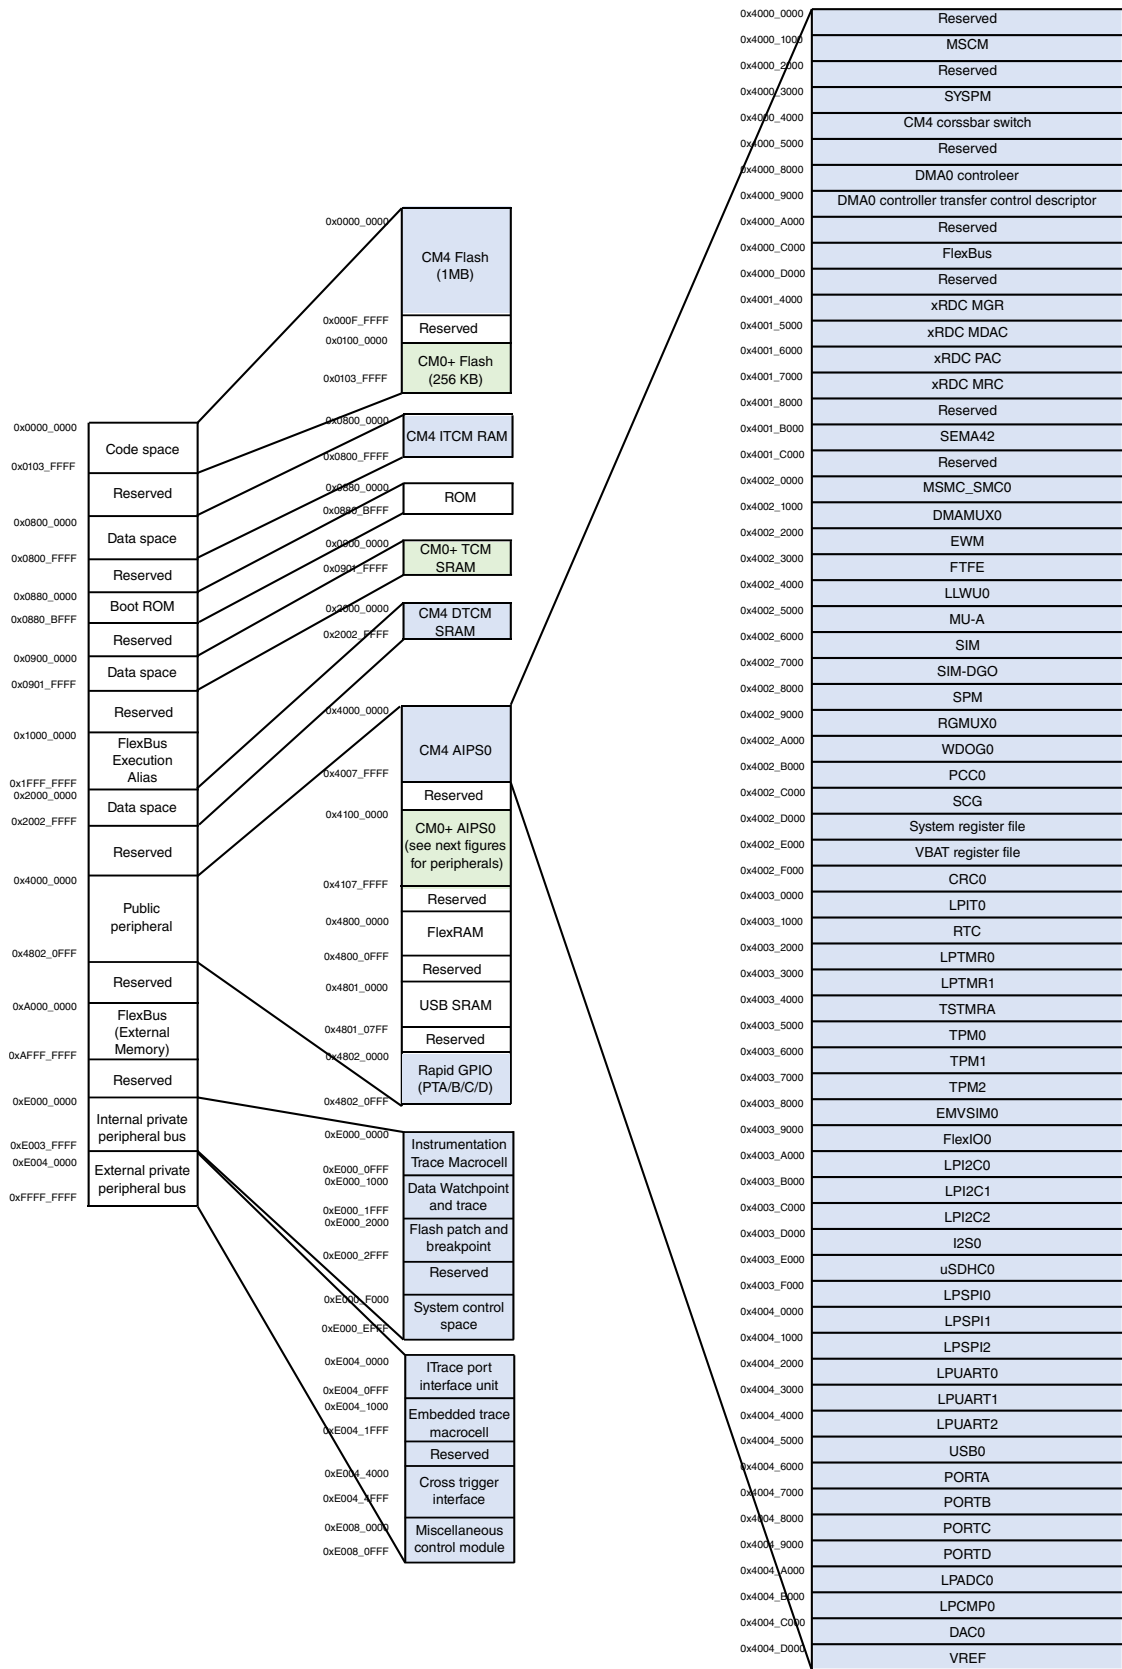 0x0000_0000
Code space
0x0103_FFFF
Reserved
0x0800_0000
Data space
0x0800_FFFF
Reserved
0x0880_0000
Boot ROM
0x0880_BFFF
Reserved
0x0900_0000
Data space
0x0901_FFFF
Reserved
0x1000_0000
FlexBus
Execution
Alias
0x1FFF_FFFF
0x2000_0000
Data space
0x2002_FFFF
Reserved
0x4000_0000
Public
peripheral
0x4802_0FFF
Reserved
0xA000_0000
FlexBus
(External
Memory)
0xAFFF_FFFF
Reserved
0xE000_0000
Internal private
peripheral bus
0xE003_FFFF
0xE004_0000
External private
peripheral bus
0xFFFF_FFFF
0x0000_0000
CM4 Flash
(1MB)
0x000F_FFFF
Reserved
0x0100_0000
CM0+ Flash
(256 KB)
0x0103_FFFF
0x0800_0000
CM4 ITCM RAM
0x0800_FFFF
0x0880_0000
ROM
0x0880_BFFF
0x0900_0000
CM0+ TCM
SRAM
0x0901_FFFF
0x2000_0000
CM4 DTCM
SRAM
0x2002_FFFF
0x4000_0000
CM4 AIPS0
0x4007_FFFF
Reserved
0x4100_0000
CM0+ AIPS0
(see next figures
for peripherals)
0x4107_FFFF
Reserved
0x4800_0000
FlexRAM
0x4800_0FFF
Reserved
0x4801_0000
USB SRAM
0x4801_07FF
Reserved
0x4802_0000
Rapid GPIO
(PTA/B/C/D)
0x4802_0FFF
0xE000_0000
Instrumentation
Trace Macrocell
0xE000_0FFF
0xE000_1000
Data Watchpoint
and trace
0xE000_1FFF
0xE000_2000
Flash patch and
breakpoint
0xE000_2FFF
Reserved
0xE000_F000
System control
space
0xE000_EFFF
0xE004_0000
ITrace port
interface unit
0xE004_0FFF
0xE004_1000
Embedded trace
macrocell
0xE004_1FFF
Reserved
0xE004_4000
Cross trigger
interface
0xE004_4FFF
0xE008_0000
Miscellaneous
control module
0xE008_0FFF
0x4000_0000
Reserved
0x4000_1000
MSCM
0x4000_2000
Reserved
0x4000_3000
SYSPM
0x4000_4000
CM4 corssbar switch
0x4000_5000
Reserved
0x4000_8000
DMA0 controleer
0x4000_9000
DMA0 controller transfer control descriptor
0x4000_A000
Reserved
0x4000_C000
FlexBus
0x4000_D000
Reserved
0x4001_4000
xRDC MGR
0x4001_5000
xRDC MDAC
0x4001_6000
xRDC PAC
0x4001_7000
xRDC MRC
0x4001_8000
Reserved
0x4001_B000
SEMA42
0x4001_C000
Reserved
0x4002_0000
MSMC_SMC0
0x4002_1000
DMAMUX0
0x4002_2000
EWM
0x4002_3000
FTFE
0x4002_4000
LLWU0
0x4002_5000
MU-A
0x4002_6000
SIM
0x4002_7000
SIM-DGO
0x4002_8000
SPM
0x4002_9000
RGMUX0
0x4002_A000
WDOG0
0x4002_B000
PCC0
0x4002_C000
SCG
0x4002_D000
System register file
0x4002_E000
VBAT register file
0x4002_F000
CRC0
0x4003_0000
LPIT0
0x4003_1000
RTC
0x4003_2000
LPTMR0
0x4003_3000
LPTMR1
0x4003_4000
TSTMRA
0x4003_5000
TPM0
0x4003_6000
TPM1
0x4003_7000
TPM2
0x4003_8000
EMVSIM0
0x4003_9000
FlexIO0
0x4003_A000
LPI2C0
0x4003_B000
LPI2C1
0x4003_C000
LPI2C2
0x4003_D000
I2S0
0x4003_E000
uSDHC0
0x4003_F000
LPSPI0
0x4004_0000
LPSPI1
0x4004_1000
LPSPI2
0x4004_2000
LPUART0
0x4004_3000
LPUART1
0x4004_4000
LPUART2
0x4004_5000
USB0
0x4004_6000
PORTA
0x4004_7000
PORTB
0x4004_8000
PORTC
0x4004_9000
PORTD
0x4004_A000
LPADC0
0x4004_B000
LPCMP0
0x4004_C000
DAC0
0x4004_D000
VREF